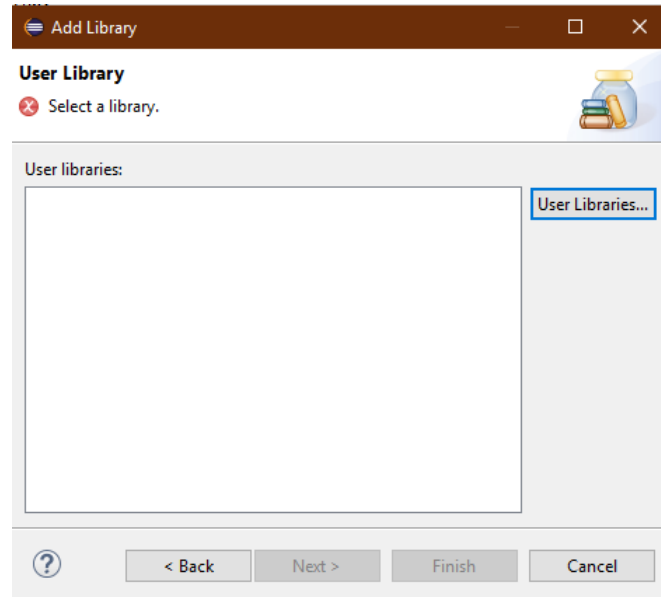 Add Library
User Library
Select a library.
User libraries:
User Libraries...
?
< Back
Next >
Finish
Cancel